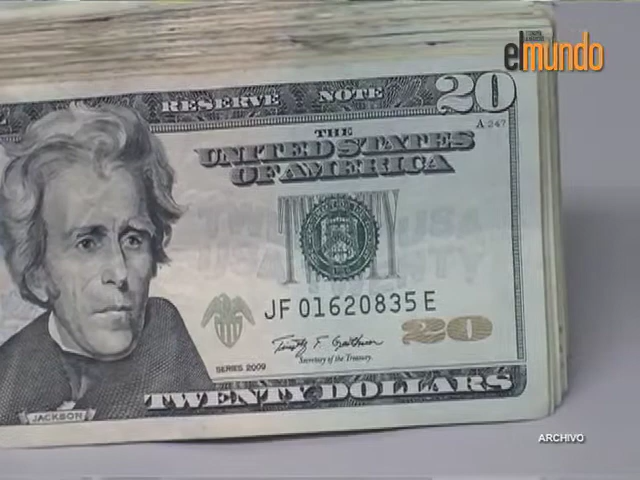 elmundo
RESERVE NOTE
20
A 247
THE
UNITED STATES
OF AMERICA
JF 01620835 E
20
Secretary of the Treasury.
SERIES 2009
TWENTY DOLLARS
JACKSON
ARCHIVO